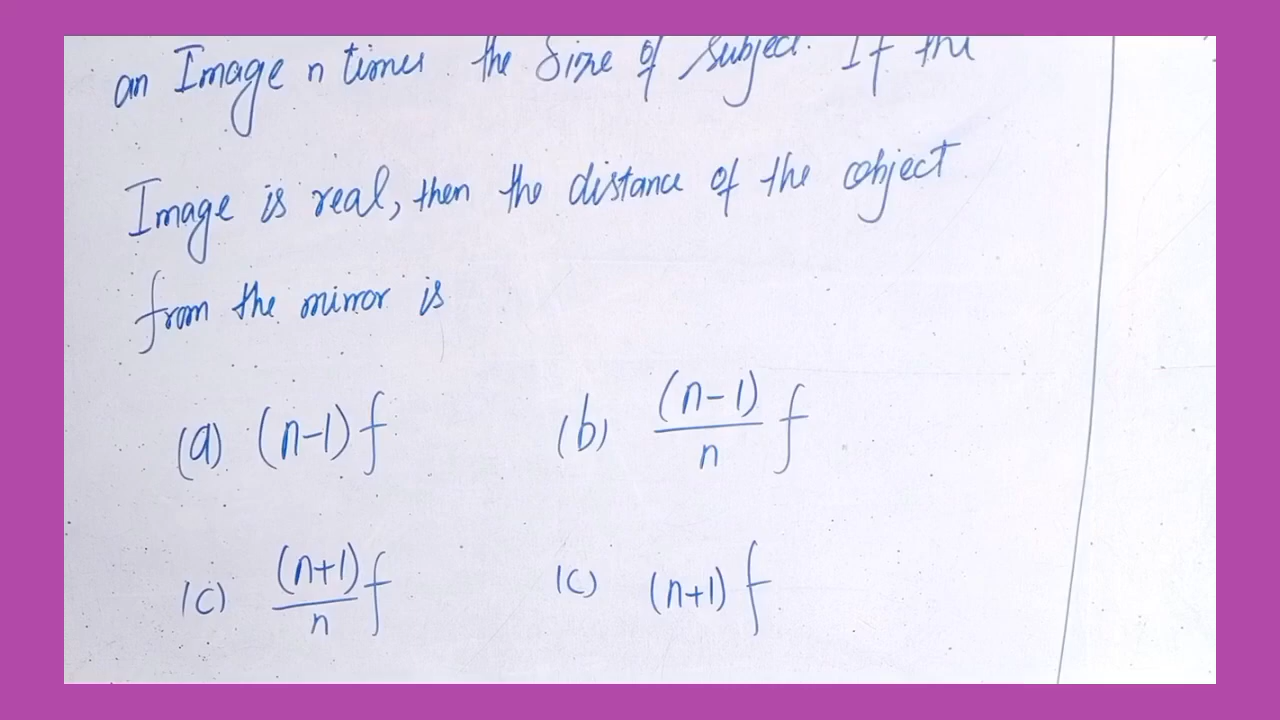 an Image n times the size of subject. If the
Image is real, then the distance of the object
from the mirror is
(a) (n-1) f (b) (n-1)/n f
(c) (n+1)/n f (c) (n+1) f